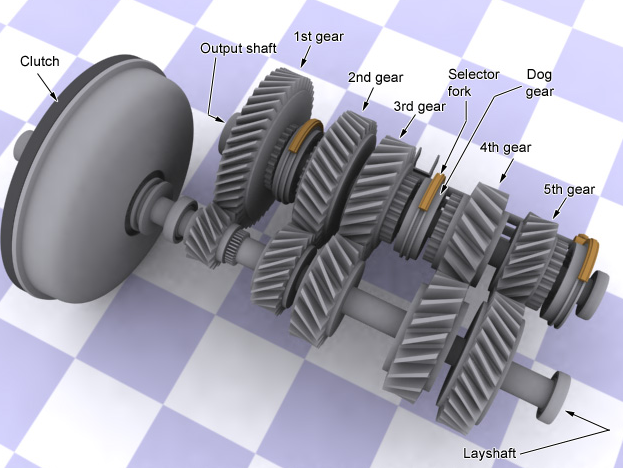 Clutch
Output shaft
1st gear
2nd gear
3rd gear
Selector
fork
Dog
gear
4th gear
5th gear
Layshaft